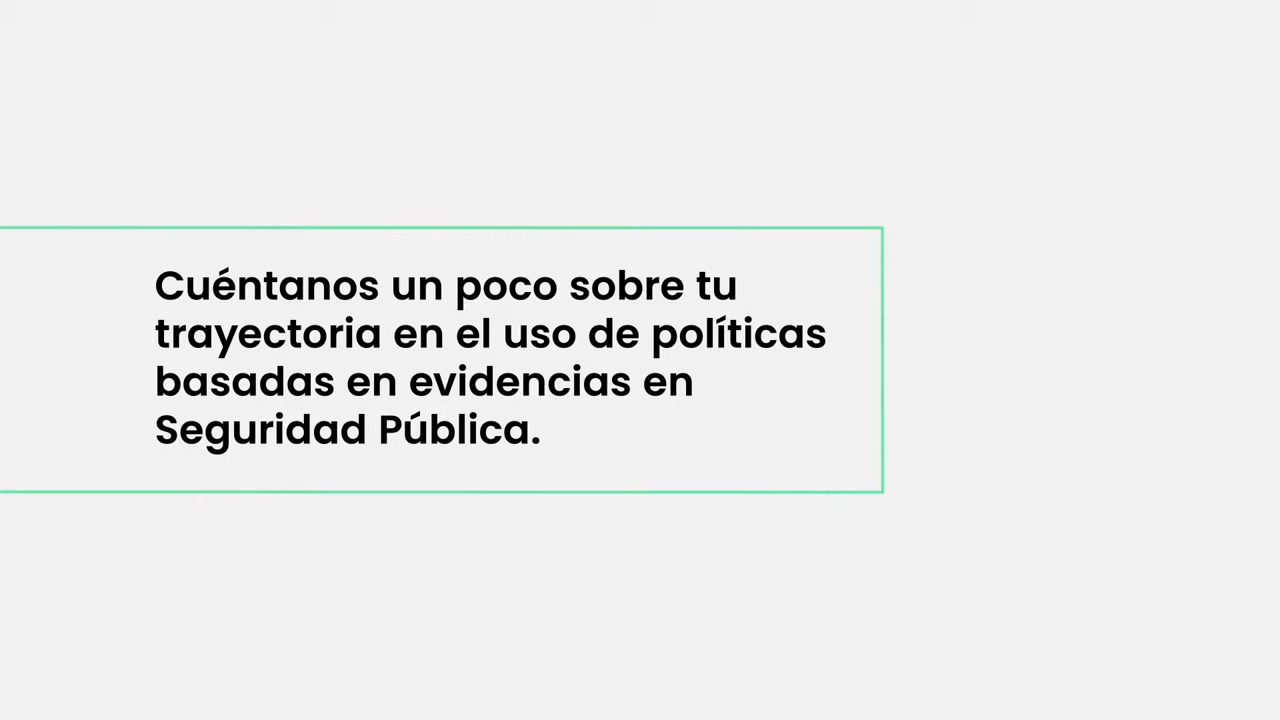 Cuéntanos un poco sobre tu
trayectoria en el uso de políticas
basadas en evidencias en
Seguridad Pública.